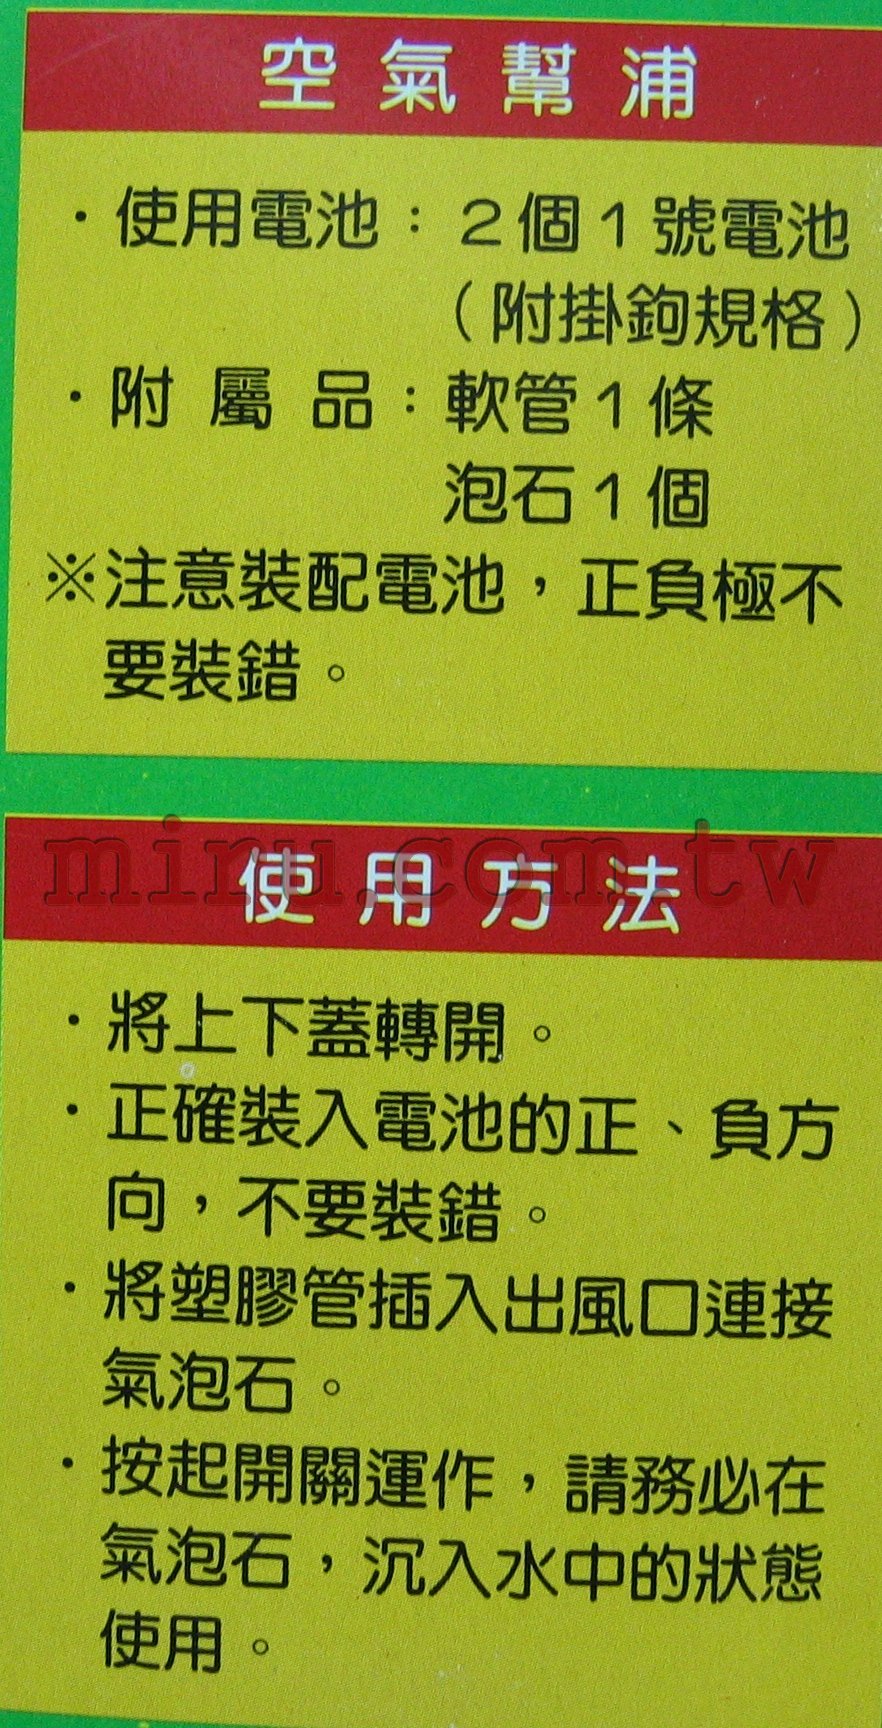 空氣幫浦
·使用電池：2個1號電池
（附掛鉤規格）
·附屬品：軟管1條
泡石1個
※注意裝配電池，正負極不
要裝錯。
miru.com.tw
使用方法
·將上下蓋轉開。
·正確裝入電池的正、負方
向，不要裝錯。
·將塑膠管插入出風口連接
氣泡石。
·按起開關運作，請務必在
氣泡石，沉入水中的狀態
使用。